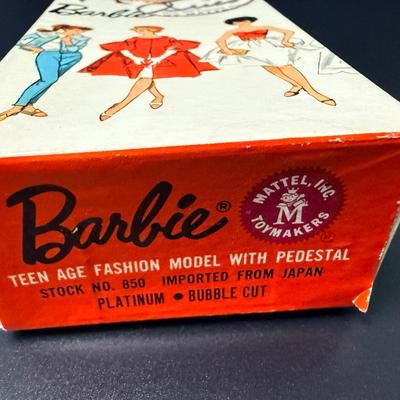 Barbie
Barbie®
MATTEL, INC.
M
TOYMAKERS
TEEN AGE FASHION MODEL WITH PEDESTAL
STOCK NO. 850 IMPORTED FROM JAPAN
PLATINUM • BUBBLE CUT